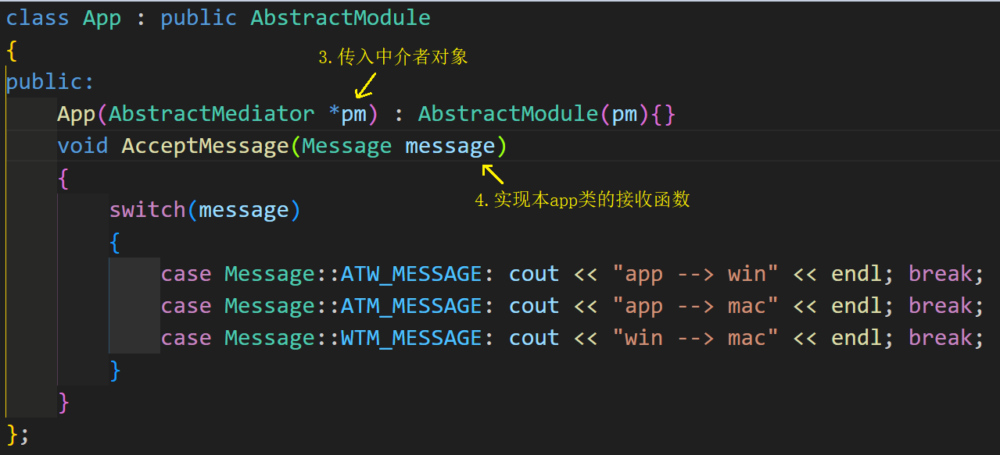 class App : public AbstractModule
{
3.传入中介者对象
public:
App(AbstractMediator *pm) : AbstractModule(pm){}
void AcceptMessage(Message message)
{
4.实现本app类的接收函数
switch(message)
{
case Message::ATW_MESSAGE: cout << "app --> win" << endl; break;
case Message::ATM_MESSAGE: cout << "app --> mac" << endl; break;
case Message::WTM_MESSAGE: cout << "win --> mac" << endl; break;
}
}
};